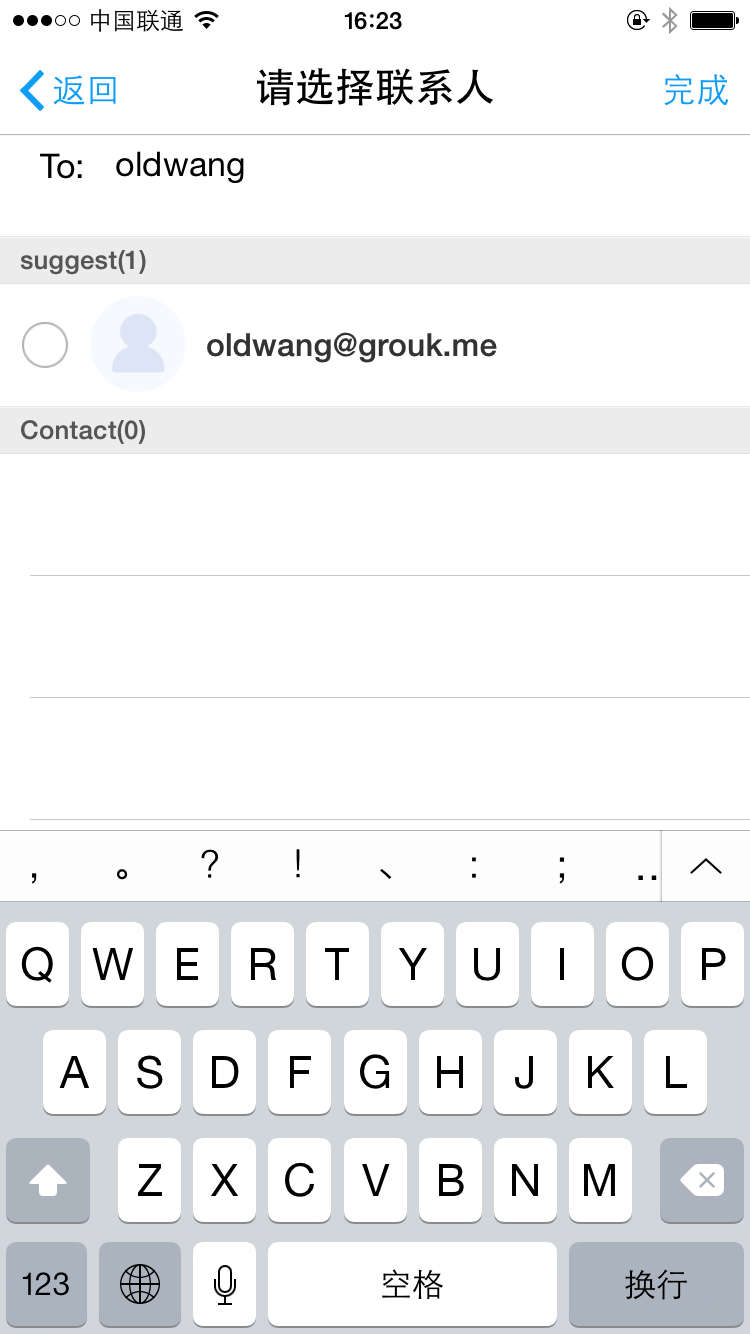 中国联通 16:23
返回 请选择联系人 完成
To: oldwang
suggest(1)
oldwang@grouk.me
Contact(0)
, 。 ? ! 、 : ; ..
Q W E R T Y U I O P
A S D F G H J K L
Z X C V B N M
123 空格 换行